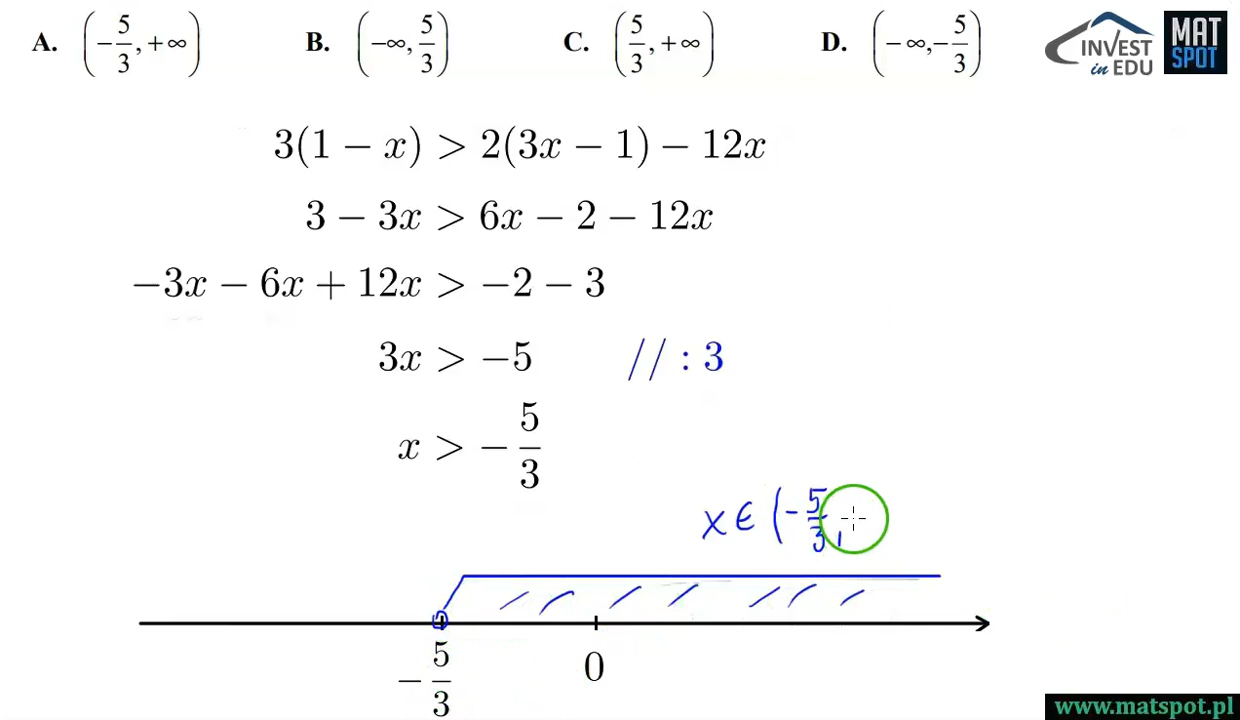 A. (-5/3, +∞) B. (-∞, 5/3) C. (5/3, +∞) D. (-∞, -5/3)
INVEST in EDU
MAT SPOT
3(1 − x) > 2(3x − 1) − 12x
3 − 3x > 6x − 2 − 12x
−3x − 6x + 12x > −2 − 3
3x > −5 // : 3
x > −5/3
x ∈ (−5/3,
−5/3 0
www.matspot.pl